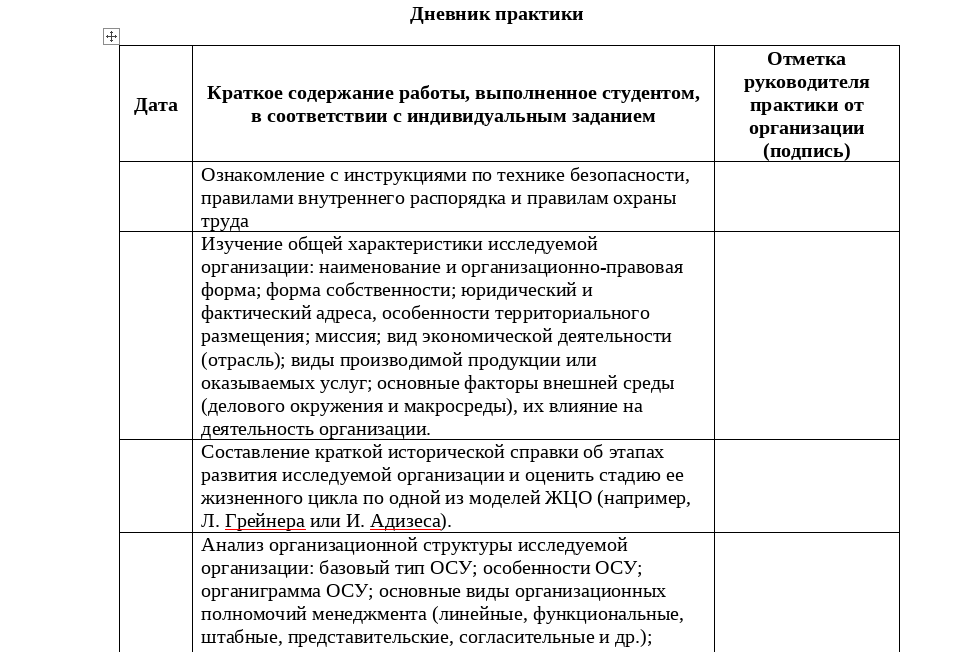 Дневник практики
Дата
Краткое содержание работы, выполненное студентом,
в соответствии с индивидуальным заданием
Отметка
руководителя
практики от
организации
(подпись)
Ознакомление с инструкциями по технике безопасности,
правилами внутреннего распорядка и правилам охраны
труда
Изучение общей характеристики исследуемой
организации: наименование и организационно-правовая
форма; форма собственности; юридический и
фактический адреса, особенности территориального
размещения; миссия; вид экономической деятельности
(отрасль); виды производимой продукции или
оказываемых услуг; основные факторы внешней среды
(делового окружения и макросреды), их влияние на
деятельность организации.
Составление краткой исторической справки об этапах
развития исследуемой организации и оценить стадию ее
жизненного цикла по одной из моделей ЖЦО (например,
Л. Грейнера или И. Адизеса).
Анализ организационной структуры исследуемой
организации: базовый тип ОСУ; особенности ОСУ;
органиграмма ОСУ; основные виды организационных
полномочий менеджмента (линейные, функциональные,
штабные, представительские, согласительные и др.);